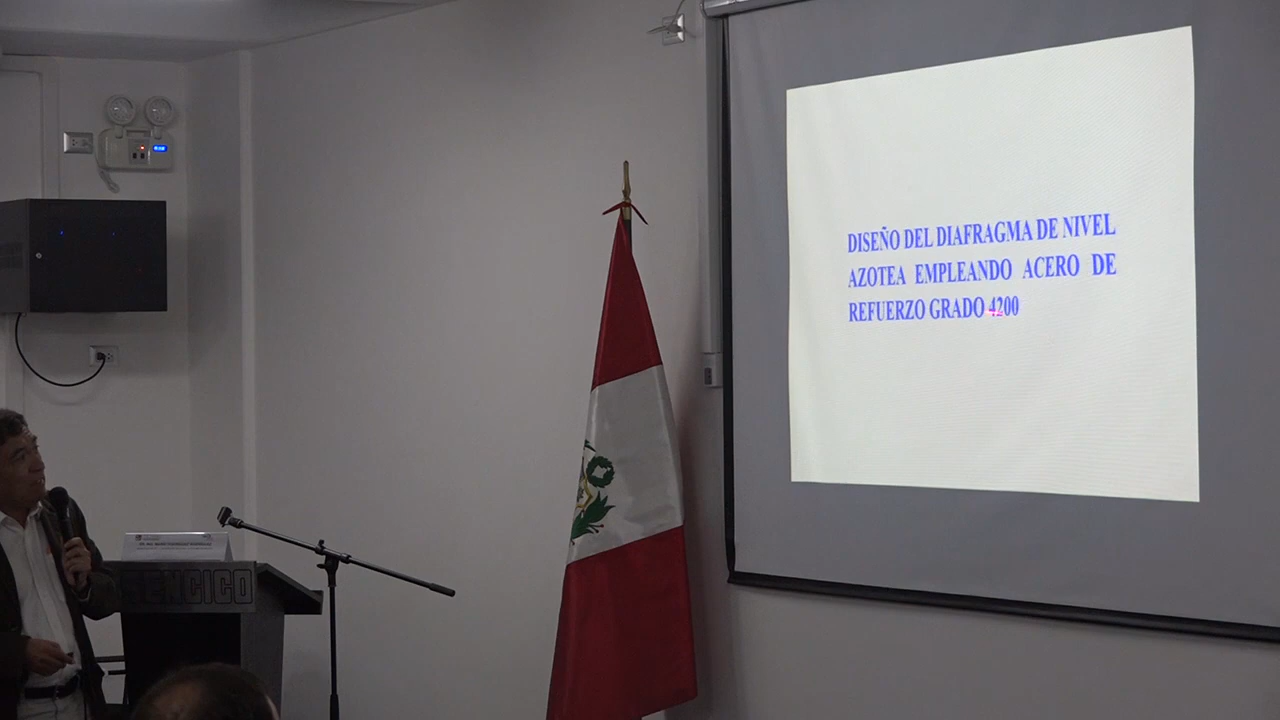 DISEÑO DEL DIAFRAGMA DE NIVEL
AZOTEA EMPLEANDO ACERO DE
REFUERZO GRADO 4200
SENCICO